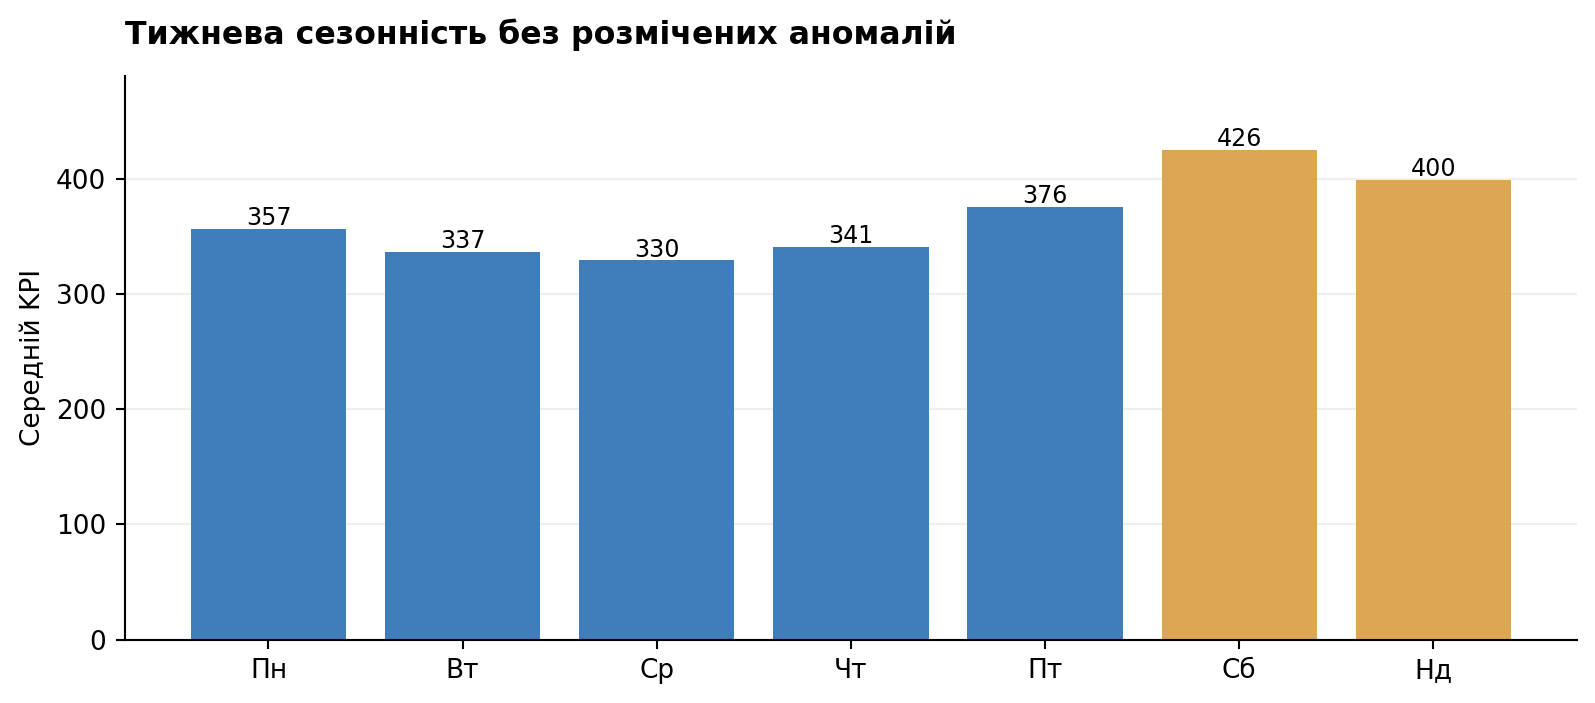 Тижнева сезонність без розмічених аномалій
Середній KPI
400
300
200
100
0
357
337
330
341
376
426
400
Пн
Вт
Ср
Чт
Пт
Сб
Нд